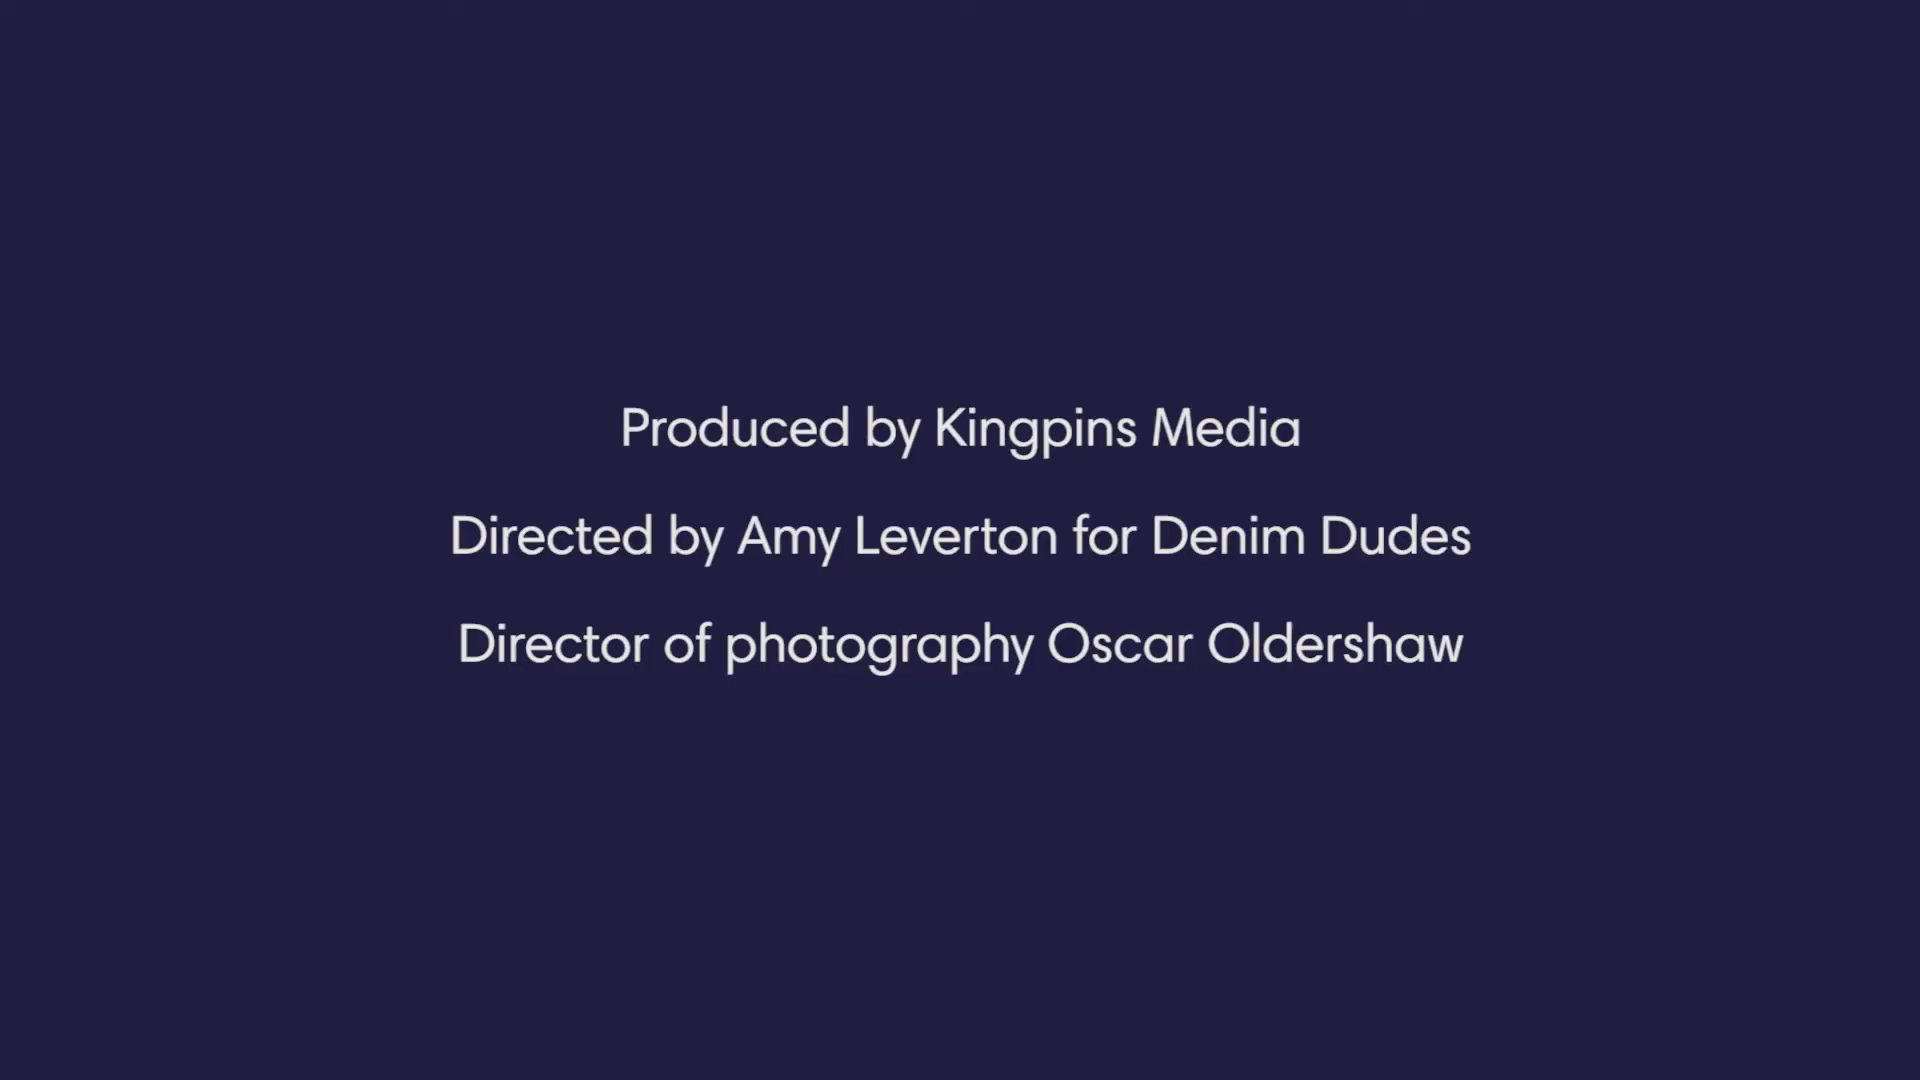 Produced by Kingpins Media
Directed by Amy Leverton for Denim Dudes
Director of photography Oscar Oldershaw